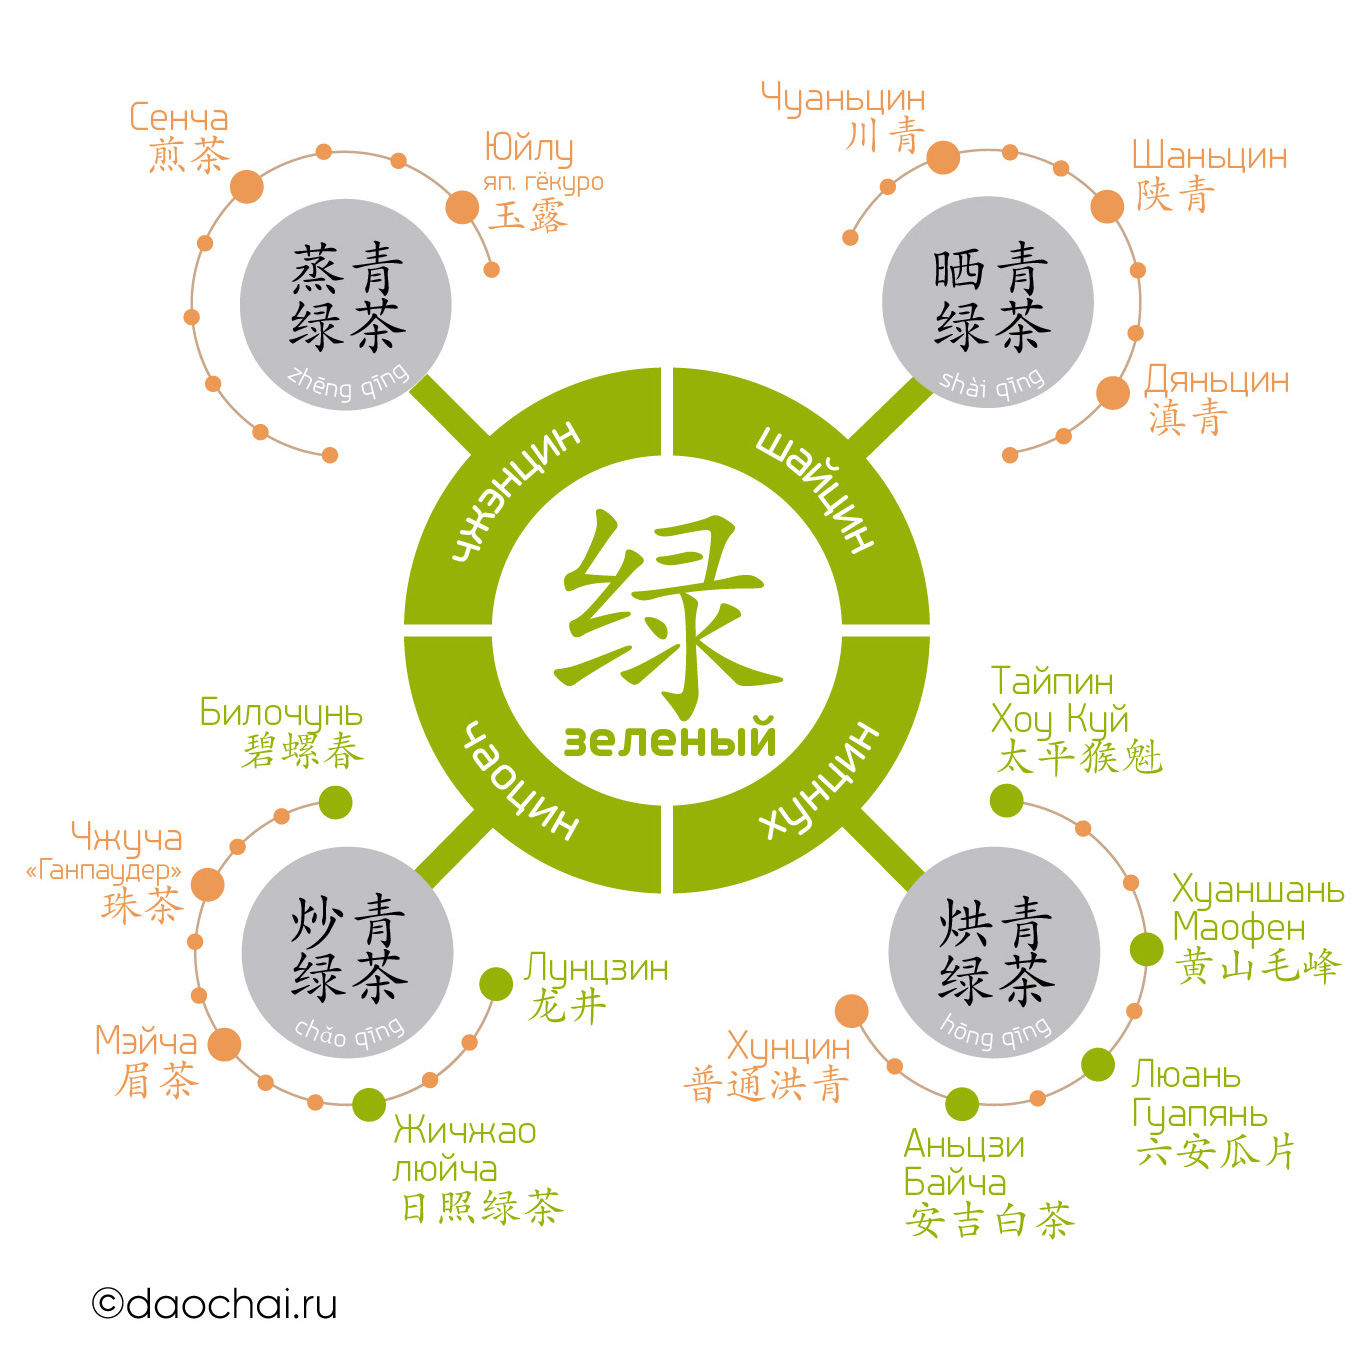 Сенча
煎茶
Юйлу
яп. гёкуро
玉露
蒸青
绿茶
zhēng qīng
Чуаньцин
川青
Шаньцин
陕青
晒青
绿茶
shài qīng
Дяньцин
滇青
чжэнцин
шайцин
绿
зеленый
чаоцин
хунцин
Билочунь
碧螺春
Чжуча
«Ганпаудер»
珠茶
炒青
绿茶
chǎo qīng
Лунцзин
龙井
Мэйча
眉茶
Жичжао
люйча
日照绿茶
Тайпин
Хоу Куй
太平猴魁
Хуаншань
Маофен
黄山毛峰
烘青
绿茶
hōng qīng
Хунцин
普通洪青
Люань
Гуапянь
六安瓜片
Аньцзи
Байча
安吉白茶
©daochai.ru